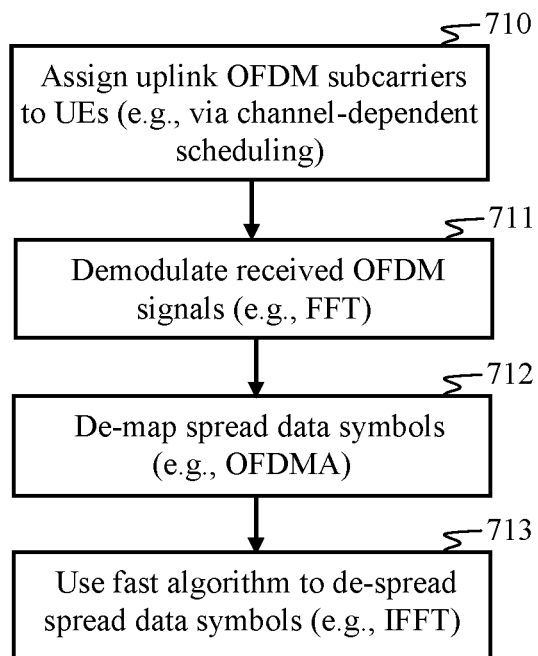 710
Assign uplink OFDM subcarriers
to UEs (e.g., via channel-dependent
scheduling)
711
Demodulate received OFDM
signals (e.g., FFT)
712
De-map spread data symbols
(e.g., OFDMA)
713
Use fast algorithm to de-spread
spread data symbols (e.g., IFFT)